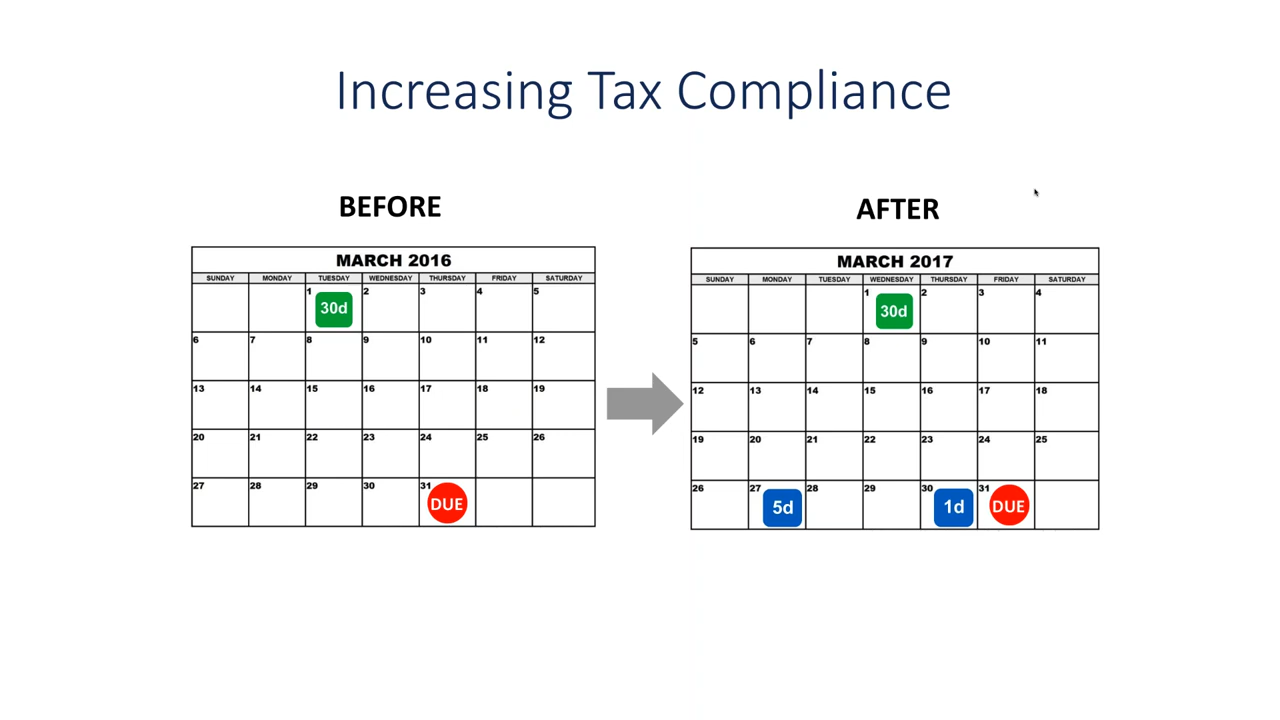 Increasing Tax Compliance
BEFORE
MARCH 2016
SUNDAY MONDAY TUESDAY WEDNESDAY THURSDAY FRIDAY SATURDAY
1 2 3 4 5
30d
6 7 8 9 10 11 12
13 14 15 16 17 18 19
20 21 22 23 24 25 26
27 28 29 30 31
DUE
AFTER
MARCH 2017
SUNDAY MONDAY TUESDAY WEDNESDAY THURSDAY FRIDAY SATURDAY
1 2 3 4
30d
5 6 7 8 9 10 11
12 13 14 15 16 17 18
19 20 21 22 23 24 25
26 27 28 29 30 31
5d 1d DUE